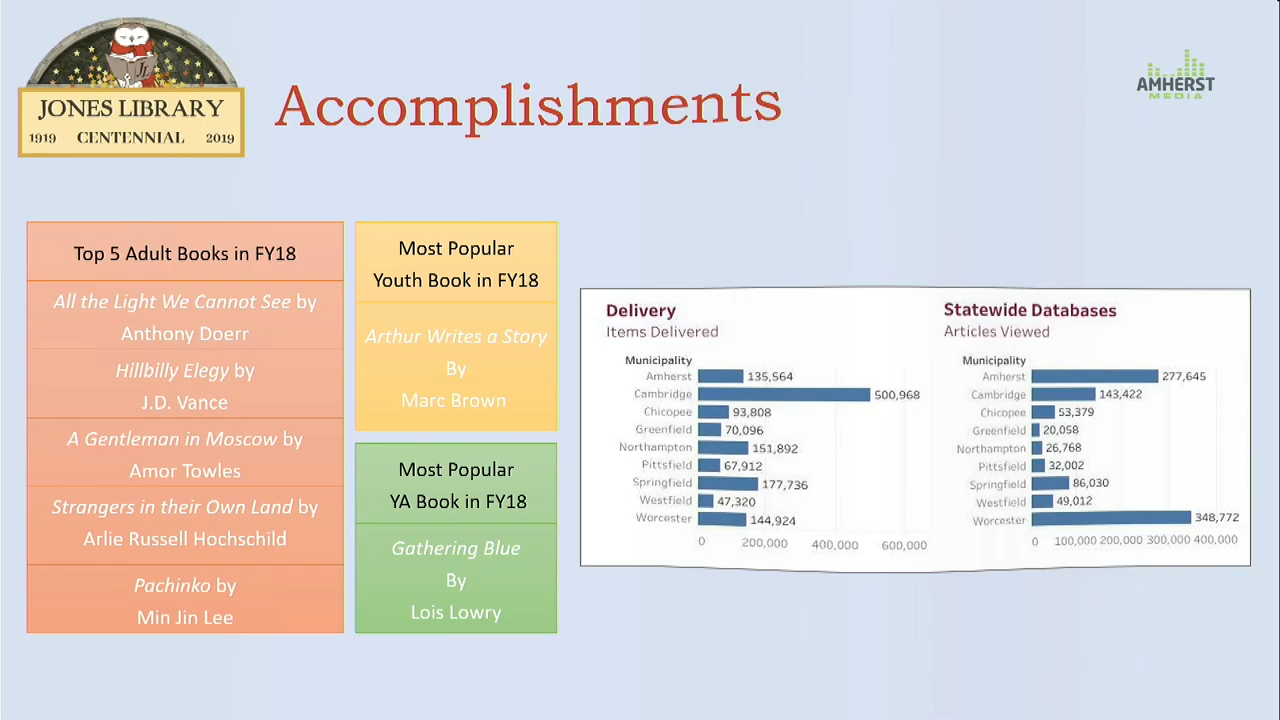 JONES LIBRARY
1919 CENTENNIAL 2019
Accomplishments
AMHERST
MEDIA
Top 5 Adult Books in FY18
All the Light We Cannot See by
Anthony Doerr
Hillbilly Elegy by
J.D. Vance
A Gentleman in Moscow by
Amor Towles
Strangers in their Own Land by
Arlie Russell Hochschild
Pachinko by
Min Jin Lee
Most Popular
Youth Book in FY18
Arthur Writes a Story
By
Marc Brown
Most Popular
YA Book in FY18
Gathering Blue
By
Lois Lowry
Delivery
Items Delivered
Municipality
Amherst 135,564
Cambridge 500,968
Chicopee 93,808
Greenfield 70,096
Northampton 151,892
Pittsfield 67,912
Springfield 177,736
Westfield 47,320
Worcester 144,924
0 200,000 400,000 600,000
Statewide Databases
Articles Viewed
Municipality
Amherst 277,645
Cambridge 143,422
Chicopee 53,379
Greenfield 20,058
Northampton 26,768
Pittsfield 32,002
Springfield 86,030
Westfield 49,012
Worcester 348,772
0 100,000 200,000 300,000 400,000